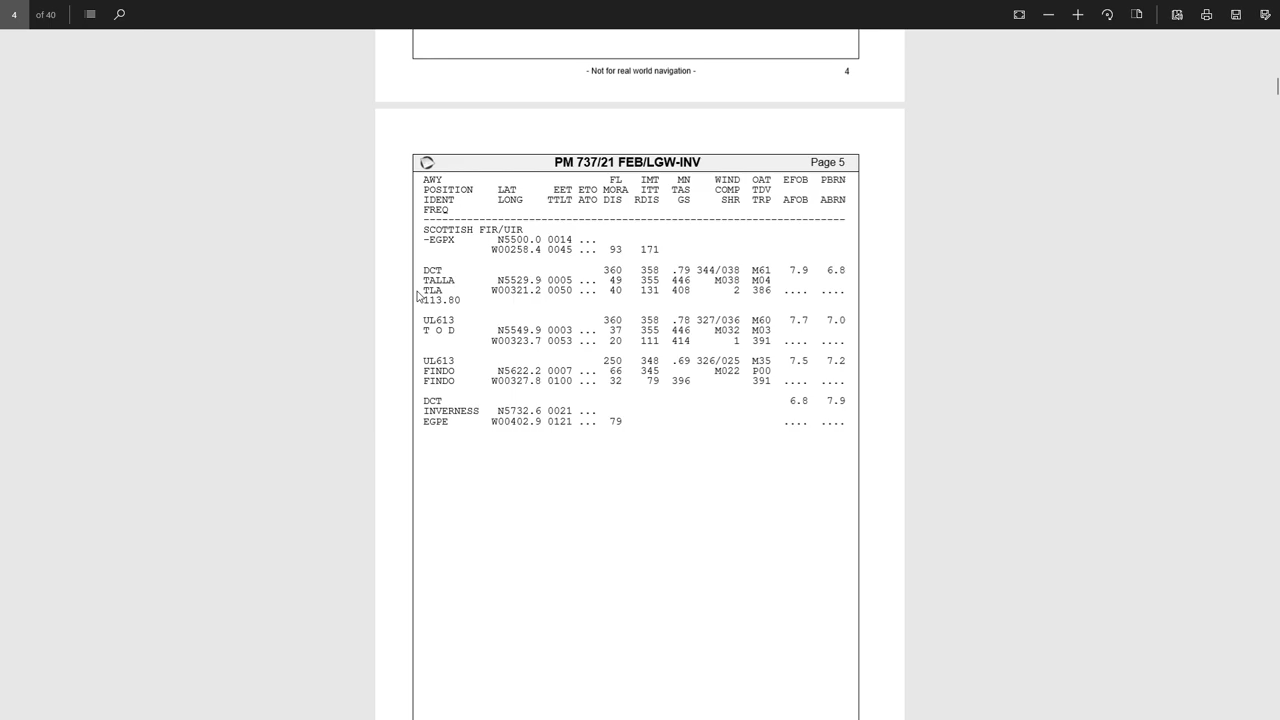 4 of 40
- Not for real world navigation - 4
PM 737/21 FEB/LGW-INV Page 5
AWY FL IMT MN WIND OAT EFOB PBRN
POSITION LAT EET ETO MORA ITT TAS COMP TDV
IDENT LONG TTLT ATO DIS RDIS GS SHR TRP AFOB ABRN
FREQ
--------------------------------------------------------------------
SCOTTISH FIR/UIR
-EGPX N5500.0 0014 ...
W00258.4 0045 ... 93 171
DCT 360 358 .79 344/038 M61 7.9 6.8
TALLA N5529.9 0005 ... 49 355 446 M038 M04
TLA W00321.2 0050 ... 40 131 408 2 386 .... ....
113.80
UL613 360 358 .78 327/036 M60 7.7 7.0
T O D N5549.9 0003 ... 37 355 446 M032 M03
W00323.7 0053 ... 20 111 414 1 391 .... ....
UL613 250 348 .69 326/025 M35 7.5 7.2
FINDO N5622.2 0007 ... 66 345 M022 P00
FINDO W00327.8 0100 ... 32 79 396 391 .... ....
DCT 6.8 7.9
INVERNESS N5732.6 0021 ...
EGPE W00402.9 0121 ... 79 .... ....